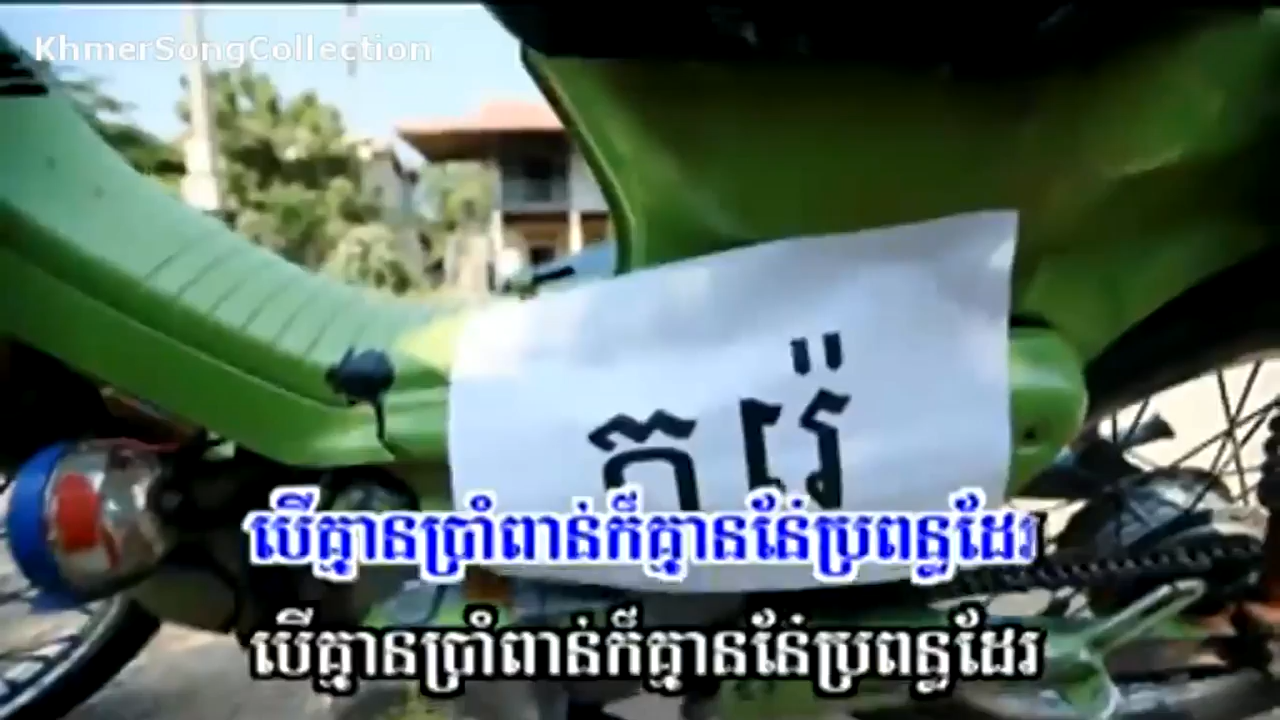 KhmerSongCollection
កវ៉េ
បើគ្មានប្រាំពាន់ក៏គ្មានន៎ែប្រពន្ធដែរ
បើគ្មានប្រាំពាន់ក៏គ្មានន៎ែប្រពន្ធដែរ